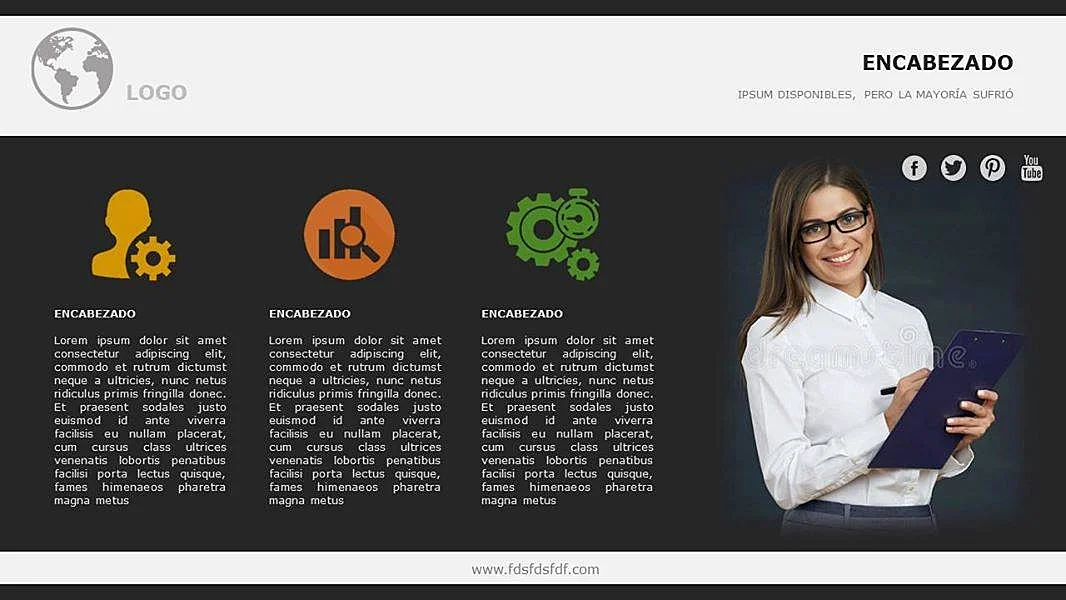 LOGO
ENCABEZADO
IPSUM DISPONIBLES, PERO LA MAYORÍA SUFRIÓ
f
You
Tube
ENCABEZADO
Lorem ipsum dolor sit amet
consectetur adipiscing elit,
commodo et rutrum dictumst
neque a ultricies, nunc netus
ridiculus primis fringilla donec.
Et praesent sodales justo
euismod id ante viverra
facilisis eu nullam placerat,
cum cursus class ultrices
venenatis lobortis penatibus
facilisi porta lectus quisque,
fames himenaeos pharetra
magna metus
ENCABEZADO
Lorem ipsum dolor sit amet
consectetur adipiscing elit,
commodo et rutrum dictumst
neque a ultricies, nunc netus
ridiculus primis fringilla donec.
Et praesent sodales justo
euismod id ante viverra
facilisis eu nullam placerat,
cum cursus class ultrices
venenatis lobortis penatibus
facilisi porta lectus quisque,
fames himenaeos pharetra
magna metus
ENCABEZADO
Lorem ipsum dolor sit amet
consectetur adipiscing elit,
commodo et rutrum dictumst
neque a ultricies, nunc netus
ridiculus primis fringilla donec.
Et praesent sodales justo
euismod id ante viverra
facilisis eu nullam placerat,
cum cursus class ultrices
venenatis lobortis penatibus
facilisi porta lectus quisque,
fames himenaeos pharetra
magna metus
dreamstime.
www.fdsfdsfdf.com